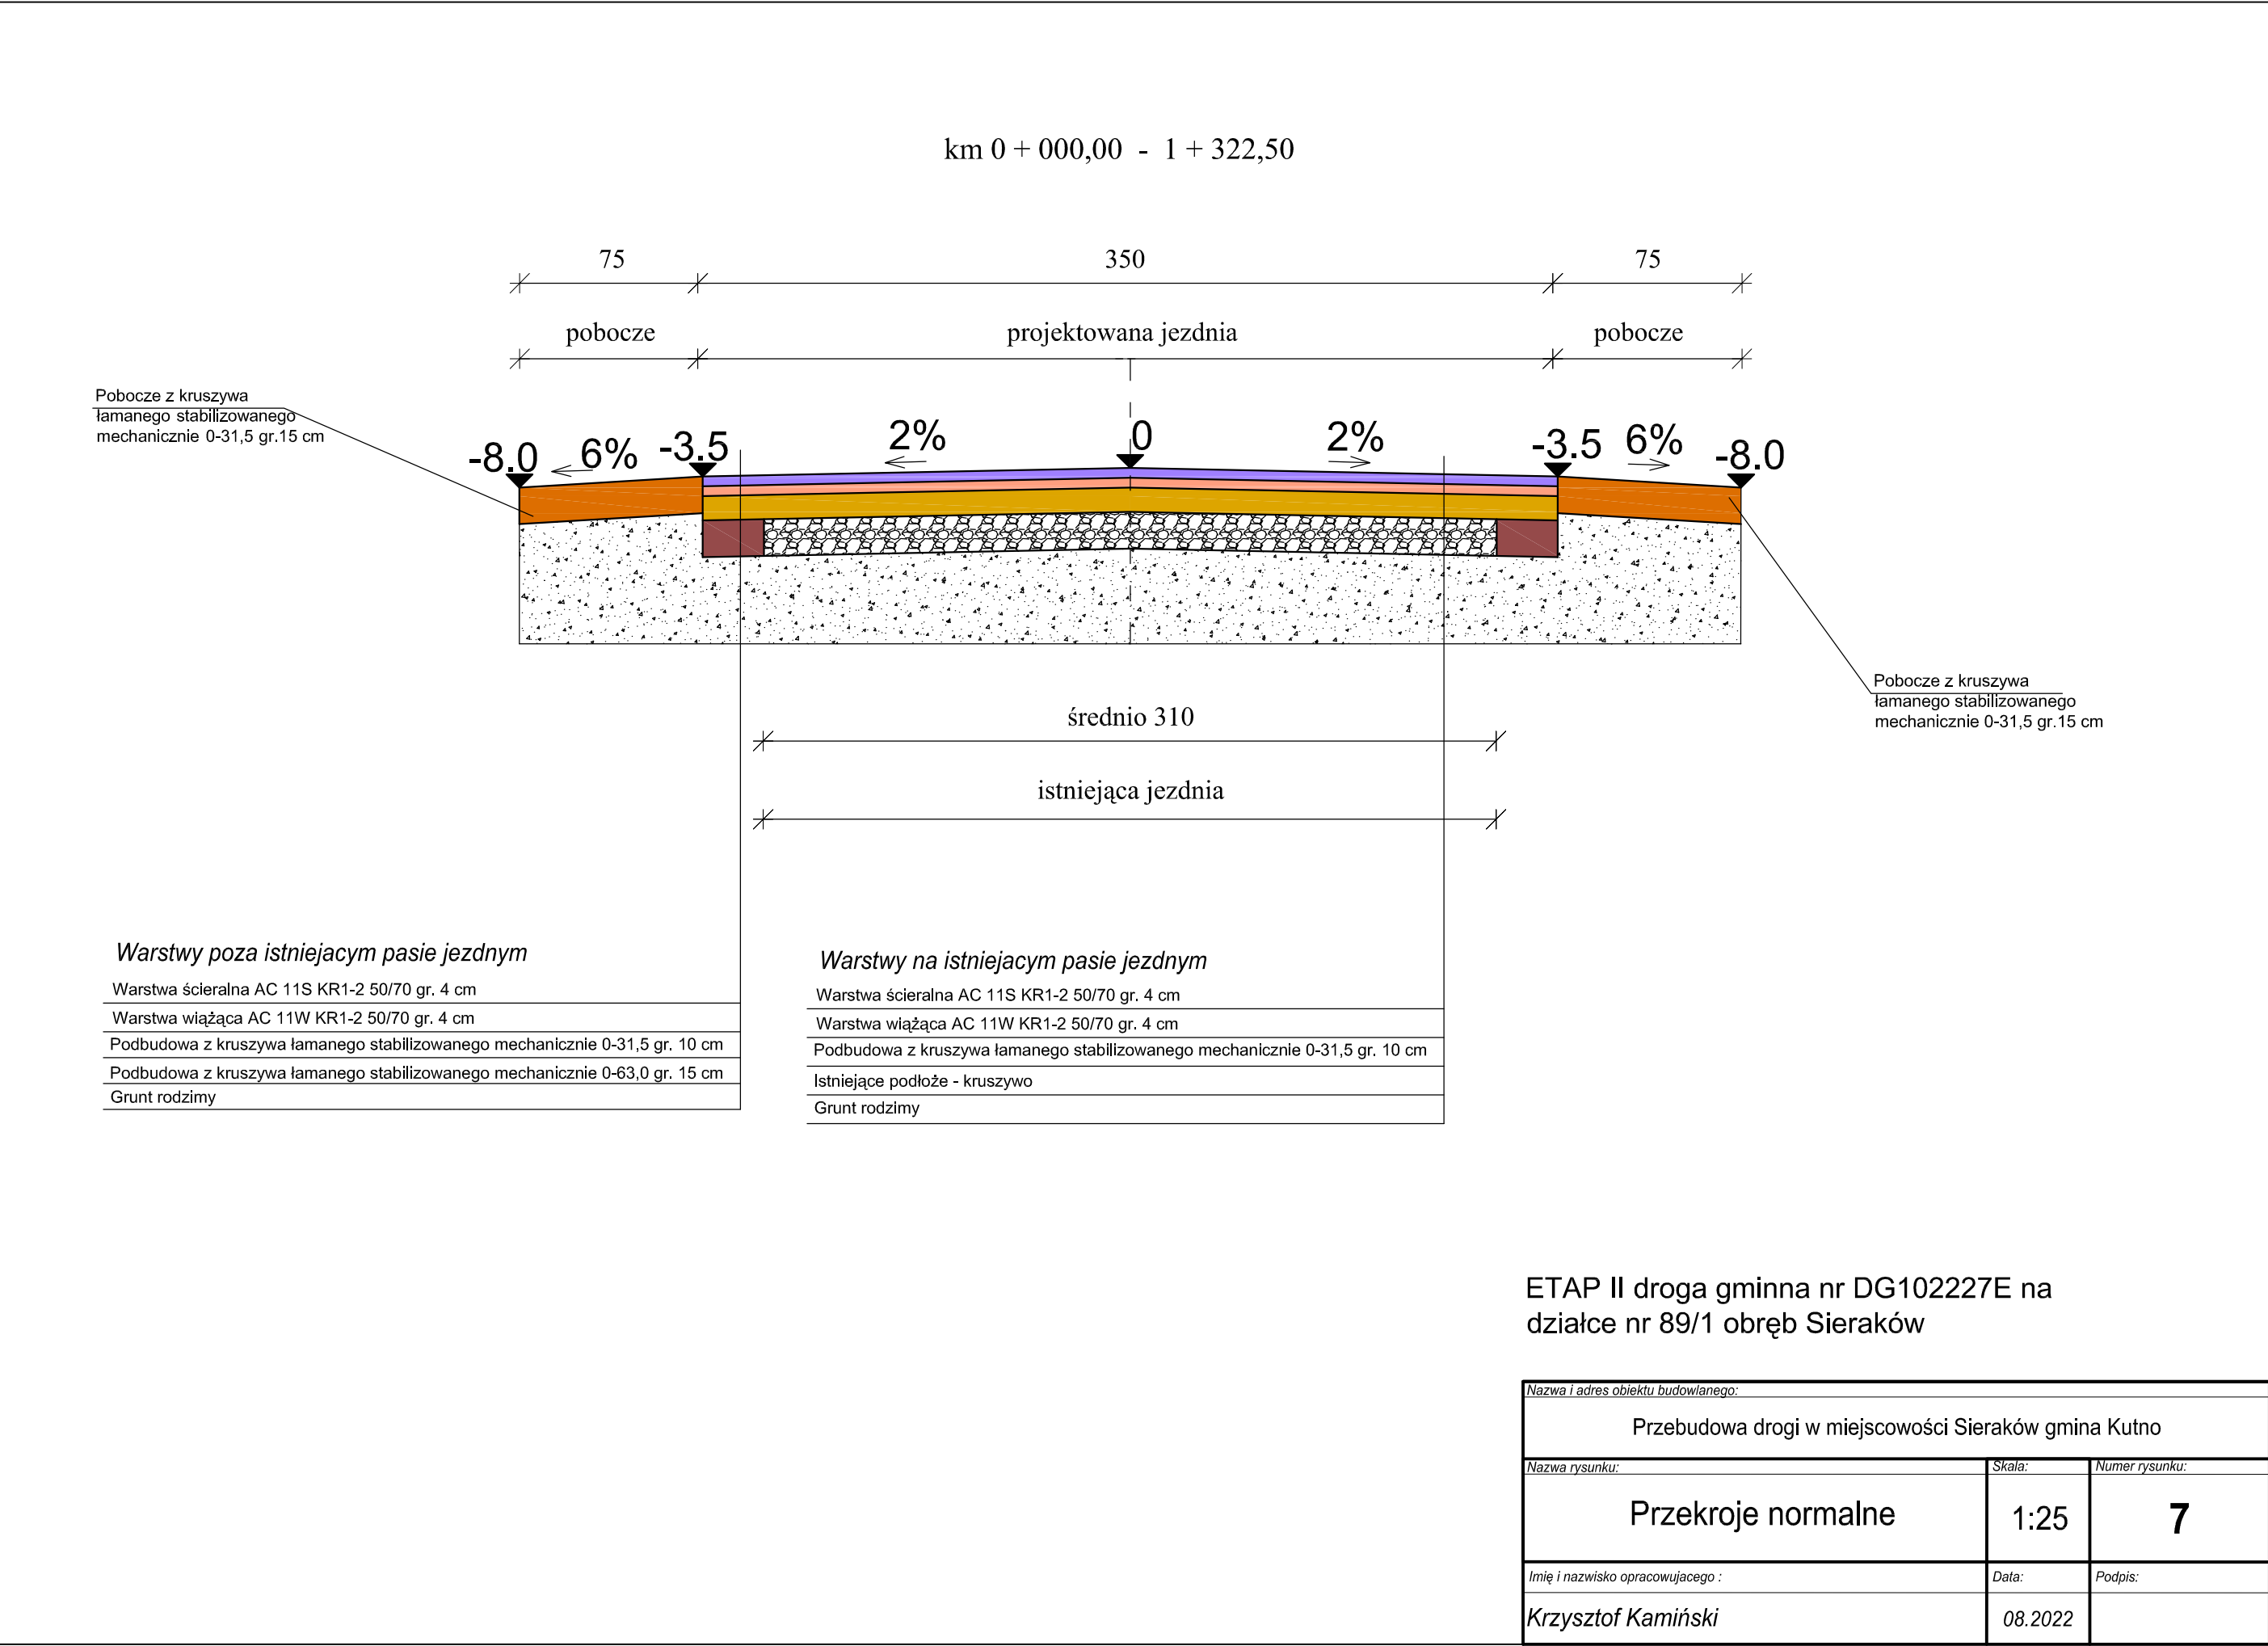 km 0 + 000,00 - 1 + 322,50
75 350 75
pobocze projektowana jezdnia pobocze
Pobocze z kruszywa
łamanego stabilizowanego
mechanicznie 0-31,5 gr.15 cm
-8.0 6% -3.5 2% 0 2% -3.5 6% -8.0
Pobocze z kruszywa
łamanego stabilizowanego
mechanicznie 0-31,5 gr.15 cm
średnio 310
istniejąca jezdnia
Warstwy poza istniejacym pasie jezdnym
Warstwa ścieralna AC 11S KR1-2 50/70 gr. 4 cm
Warstwa wiążąca AC 11W KR1-2 50/70 gr. 4 cm
Podbudowa z kruszywa łamanego stabilizowanego mechanicznie 0-31,5 gr. 10 cm
Podbudowa z kruszywa łamanego stabilizowanego mechanicznie 0-63,0 gr. 15 cm
Grunt rodzimy
Warstwy na istniejacym pasie jezdnym
Warstwa ścieralna AC 11S KR1-2 50/70 gr. 4 cm
Warstwa wiążąca AC 11W KR1-2 50/70 gr. 4 cm
Podbudowa z kruszywa łamanego stabilizowanego mechanicznie 0-31,5 gr. 10 cm
Istniejące podłoże - kruszywo
Grunt rodzimy
ETAP II droga gminna nr DG102227E na
działce nr 89/1 obręb Sieraków
Nazwa i adres obiektu budowlanego:
Przebudowa drogi w miejscowości Sieraków gmina Kutno
Nazwa rysunku: Skala: Numer rysunku:
Przekroje normalne 1:25 7
Imię i nazwisko opracowujacego : Data: Podpis:
Krzysztof Kamiński 08.2022